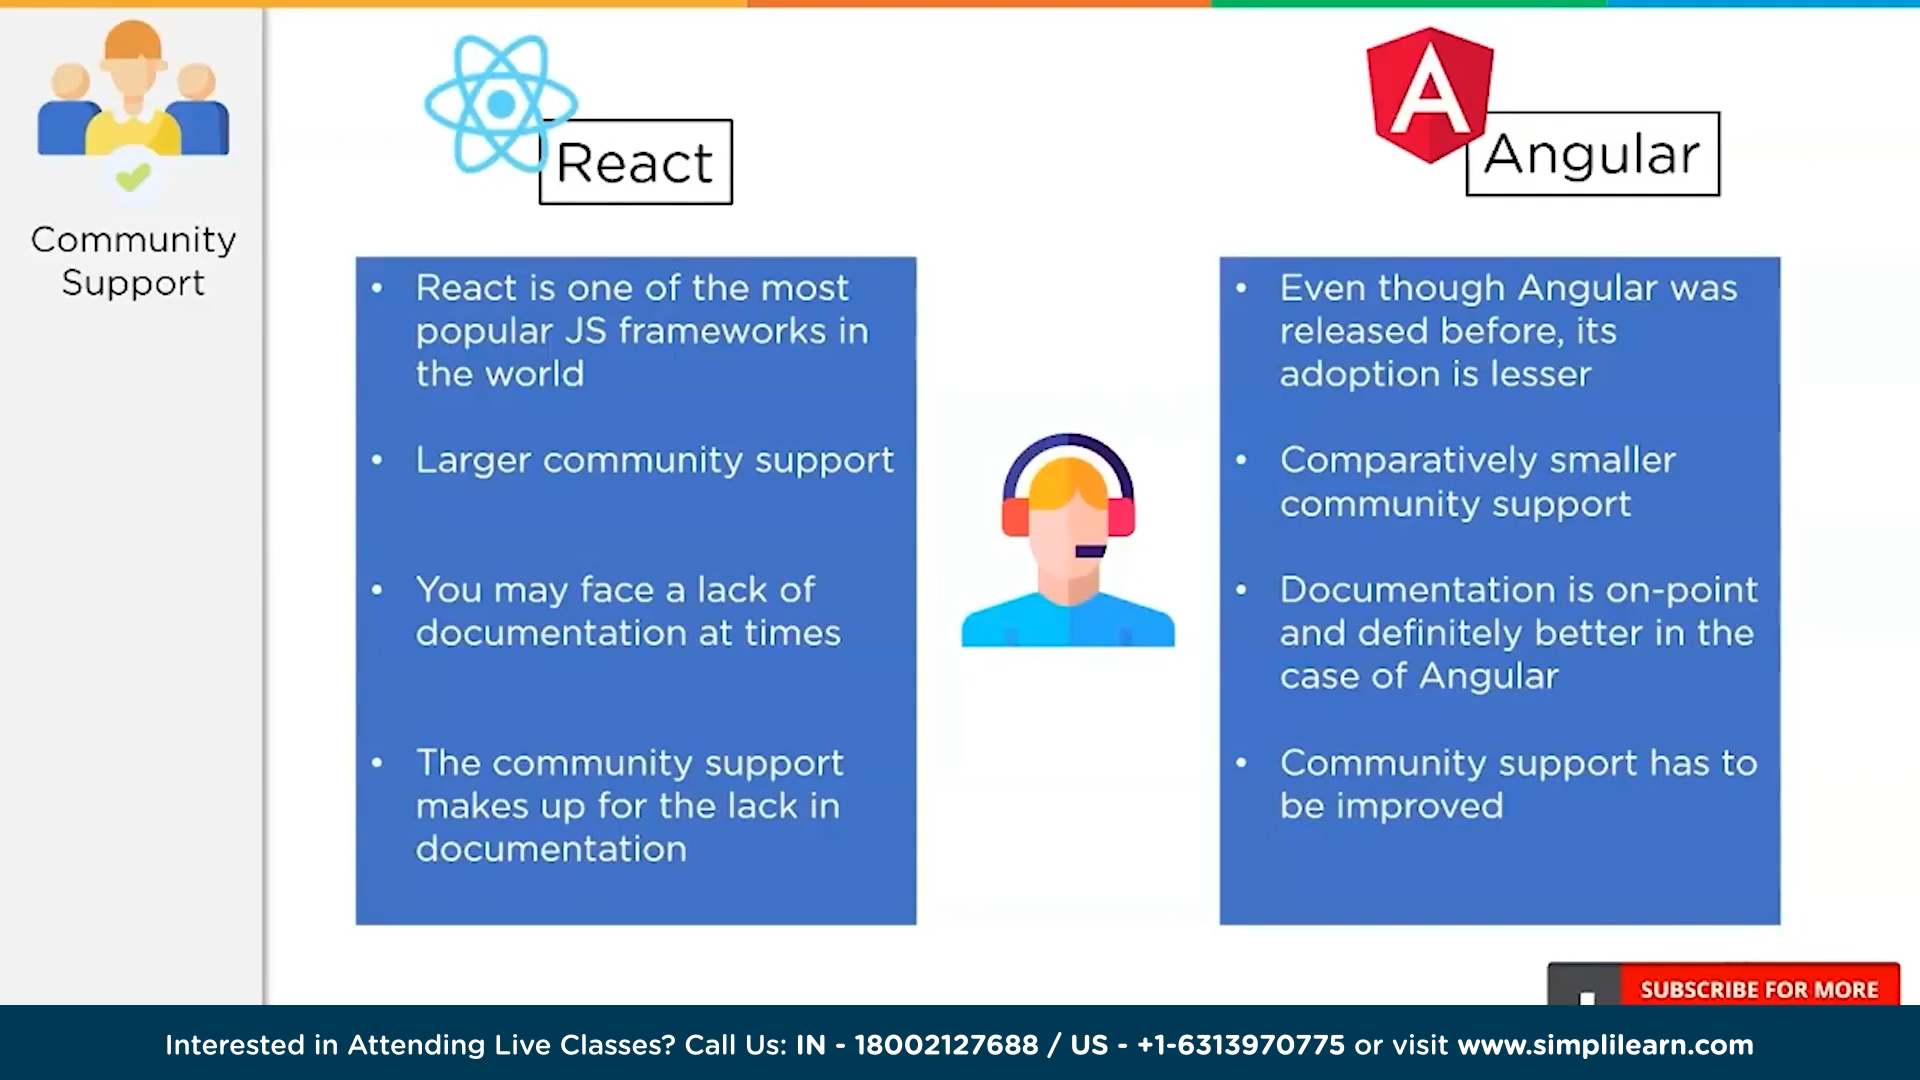 Community
Support
React
Angular
• React is one of the most
popular JS frameworks in
the world
• Larger community support
• You may face a lack of
documentation at times
• The community support
makes up for the lack in
documentation
• Even though Angular was
released before, its
adoption is lesser
• Comparatively smaller
community support
• Documentation is on-point
and definitely better in the
case of Angular
• Community support has to
be improved
SUBSCRIBE FOR MORE
Interested in Attending Live Classes? Call Us: IN - 18002127688 / US - +1-6313970775 or visit www.simplilearn.com